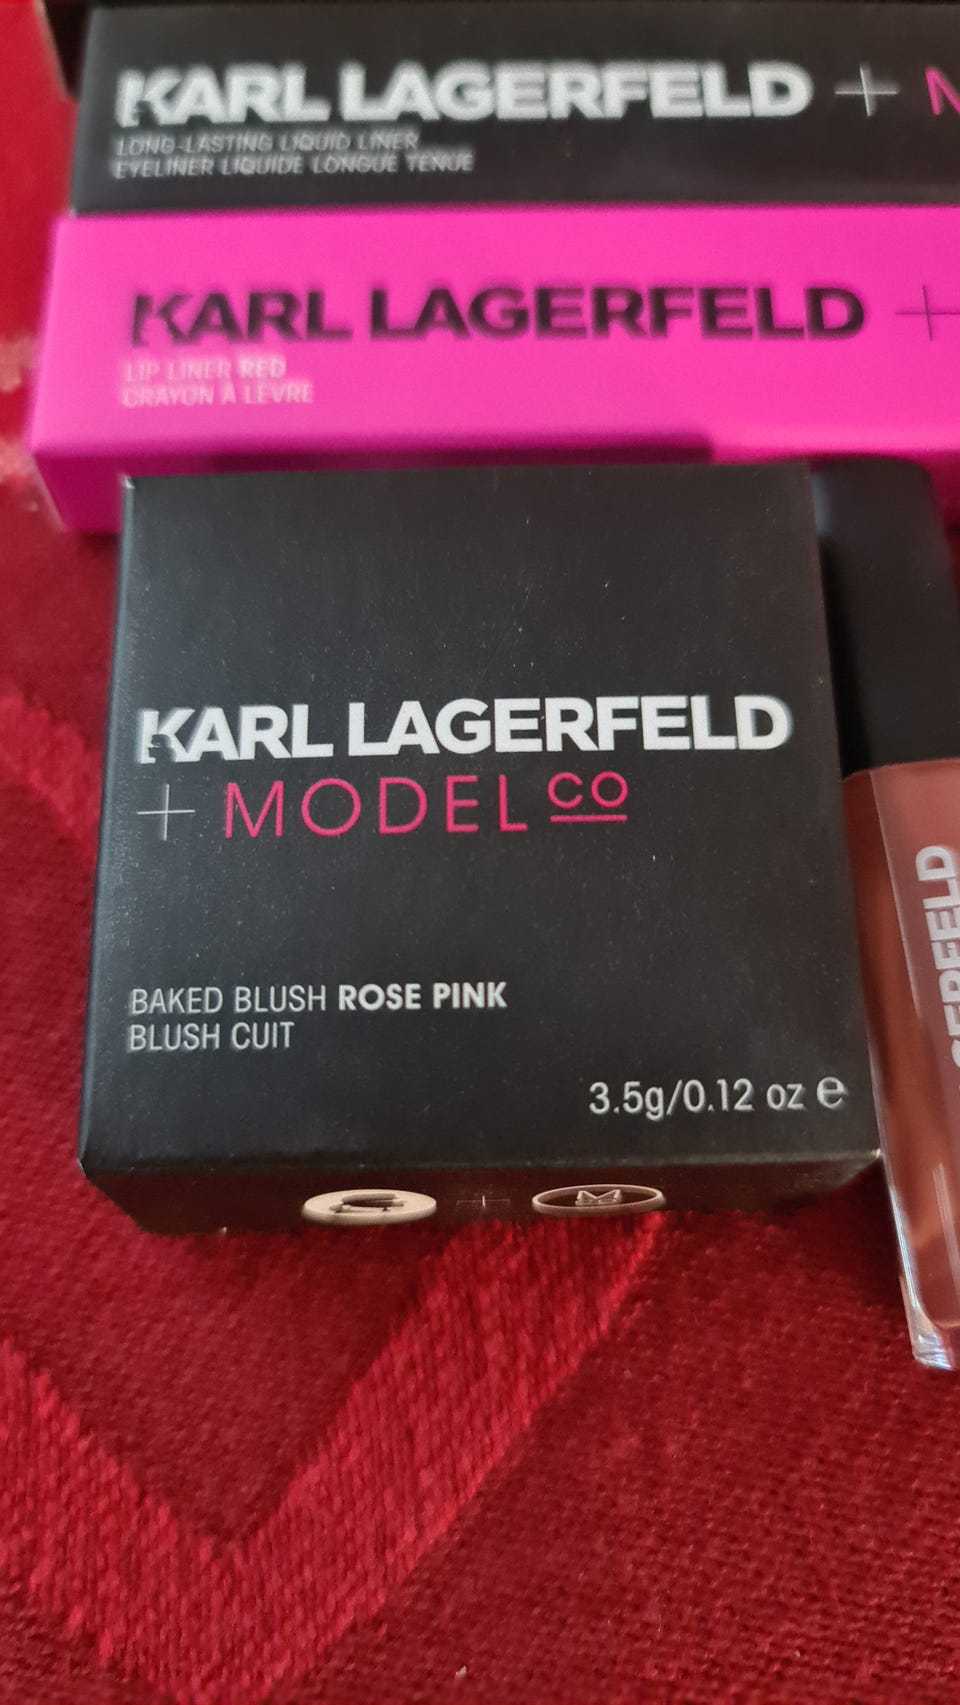 KARL LAGERFELD +
LONG-LASTING LIQUID LINER
EYELINER LIQUIDE LONGUE TENUE
KARL LAGERFELD +
LIP LINER RED
CRAYON À LÈVRE
KARL LAGERFELD
+ MODEL CO
BAKED BLUSH ROSE PINK
BLUSH CUIT
3.5g/0.12 oz ℮